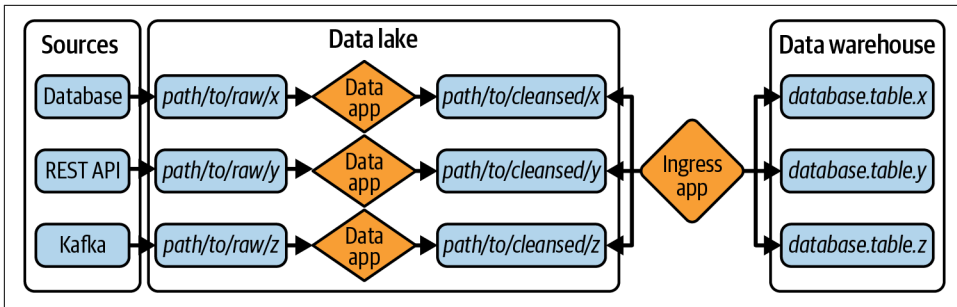 Sources
Data lake
Data warehouse
Database
path/to/raw/x
Data
app
path/to/cleansed/x
database.table.x
REST API
path/to/raw/y
Data
app
path/to/cleansed/y
Ingress
app
database.table.y
Kafka
path/to/raw/z
Data
app
path/to/cleansed/z
database.table.z